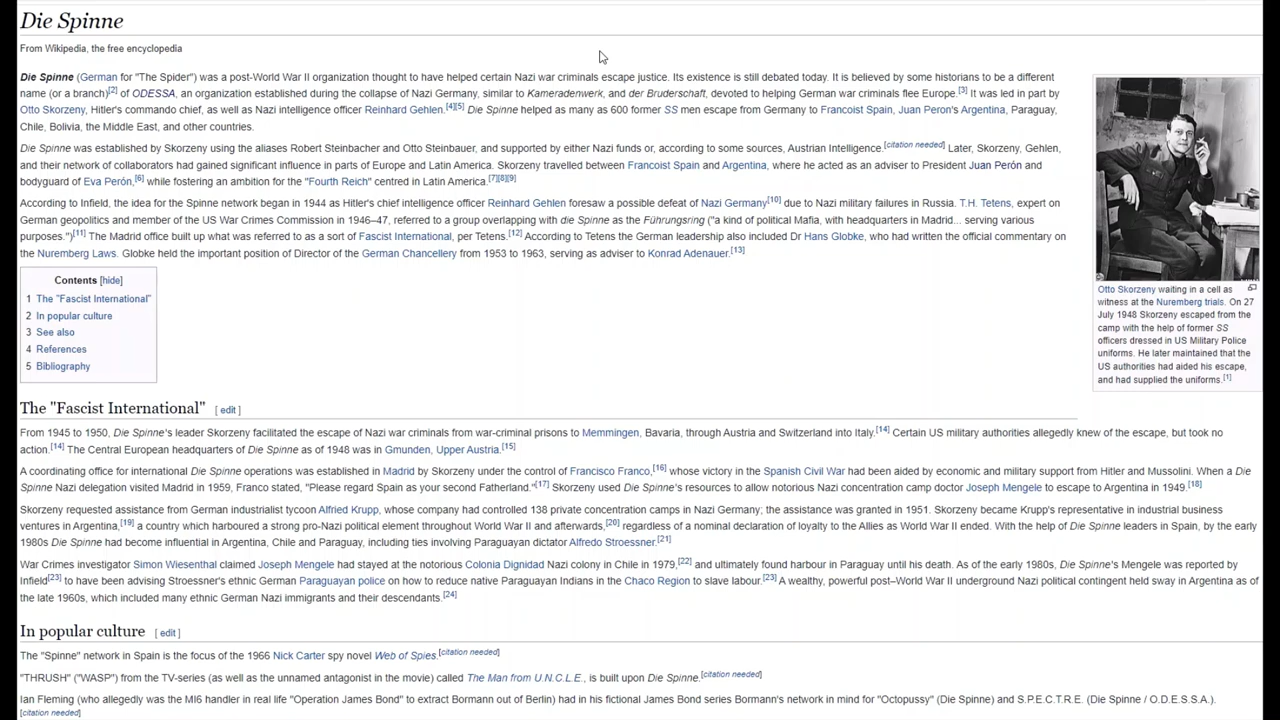 Die Spinne
From Wikipedia, the free encyclopedia
Die Spinne (German for "The Spider") was a post-World War II organization thought to have helped certain Nazi war criminals escape justice. Its existence is still debated today. It is believed by some historians to be a different
name (or a branch)[2] of ODESSA, an organization established during the collapse of Nazi Germany, similar to Kameradenwerk, and der Bruderschaft, devoted to helping German war criminals flee Europe.[3] It was led in part by
Otto Skorzeny, Hitler's commando chief, as well as Nazi intelligence officer Reinhard Gehlen.[4][5] Die Spinne helped as many as 600 former SS men escape from Germany to Francoist Spain, Juan Peron's Argentina, Paraguay,
Chile, Bolivia, the Middle East, and other countries.
Die Spinne was established by Skorzeny using the aliases Robert Steinbacher and Otto Steinbauer, and supported by either Nazi funds or, according to some sources, Austrian Intelligence.[citation needed] Later, Skorzeny, Gehlen,
and their network of collaborators had gained significant influence in parts of Europe and Latin America. Skorzeny travelled between Francoist Spain and Argentina, where he acted as an adviser to President Juan Perón and
bodyguard of Eva Perón,[6] while fostering an ambition for the "Fourth Reich" centred in Latin America.[7][8][9]
According to Infield, the idea for the Spinne network began in 1944 as Hitler's chief intelligence officer Reinhard Gehlen foresaw a possible defeat of Nazi Germany[10] due to Nazi military failures in Russia. T.H. Tetens, expert on
German geopolitics and member of the US War Crimes Commission in 1946–47, referred to a group overlapping with die Spinne as the Führungsring ("a kind of political Mafia, with headquarters in Madrid... serving various
purposes.")[11] The Madrid office built up what was referred to as a sort of Fascist International, per Tetens.[12] According to Tetens the German leadership also included Dr Hans Globke, who had written the official commentary on
the Nuremberg Laws. Globke held the important position of Director of the German Chancellery from 1953 to 1963, serving as adviser to Konrad Adenauer.[13]
Otto Skorzeny waiting in a cell as
witness at the Nuremberg trials. On 27
July 1948 Skorzeny escaped from the
camp with the help of former SS
officers dressed in US Military Police
uniforms. He later maintained that the
US authorities had aided his escape,
and had supplied the uniforms.[1]
Contents [hide]
1 The "Fascist International"
2 In popular culture
3 See also
4 References
5 Bibliography
The "Fascist International" [ edit ]
From 1945 to 1950, Die Spinne's leader Skorzeny facilitated the escape of Nazi war criminals from war-criminal prisons to Memmingen, Bavaria, through Austria and Switzerland into Italy.[14] Certain US military authorities allegedly knew of the escape, but took no
action.[14] The Central European headquarters of Die Spinne as of 1948 was in Gmunden, Upper Austria.[15]
A coordinating office for international Die Spinne operations was established in Madrid by Skorzeny under the control of Francisco Franco,[16] whose victory in the Spanish Civil War had been aided by economic and military support from Hitler and Mussolini. When a Die
Spinne Nazi delegation visited Madrid in 1959, Franco stated, "Please regard Spain as your second Fatherland."[17] Skorzeny used Die Spinne's resources to allow notorious Nazi concentration camp doctor Joseph Mengele to escape to Argentina in 1949.[18]
Skorzeny requested assistance from German industrialist tycoon Alfried Krupp, whose company had controlled 138 private concentration camps in Nazi Germany; the assistance was granted in 1951. Skorzeny became Krupp's representative in industrial business
ventures in Argentina,[19] a country which harboured a strong pro-Nazi political element throughout World War II and afterwards,[20] regardless of a nominal declaration of loyalty to the Allies as World War II ended. With the help of Die Spinne leaders in Spain, by the early
1980s Die Spinne had become influential in Argentina, Chile and Paraguay, including ties involving Paraguayan dictator Alfredo Stroessner.[21]
War Crimes investigator Simon Wiesenthal claimed Joseph Mengele had stayed at the notorious Colonia Dignidad Nazi colony in Chile in 1979,[22] and ultimately found harbour in Paraguay until his death. As of the early 1980s, Die Spinne's Mengele was reported by
Infield[23] to have been advising Stroessner's ethnic German Paraguayan police on how to reduce native Paraguayan Indians in the Chaco Region to slave labour.[23] A wealthy, powerful post–World War II underground Nazi political contingent held sway in Argentina as of
the late 1960s, which included many ethnic German Nazi immigrants and their descendants.[24]
In popular culture [ edit ]
The "Spinne" network in Spain is the focus of the 1966 Nick Carter spy novel Web of Spies.[citation needed]
"THRUSH" ("WASP") from the TV-series (as well as the unnamed antagonist in the movie) called The Man from U.N.C.L.E., is built upon Die Spinne.[citation needed]
Ian Fleming (who allegedly was the MI6 handler in real life "Operation James Bond" to extract Bormann out of Berlin) had in his fictional James Bond series Bormann's network in mind for "Octopussy" (Die Spinne) and S.P.E.C.T.R.E. (Die Spinne / O.D.E.S.S.A.).
[citation needed]